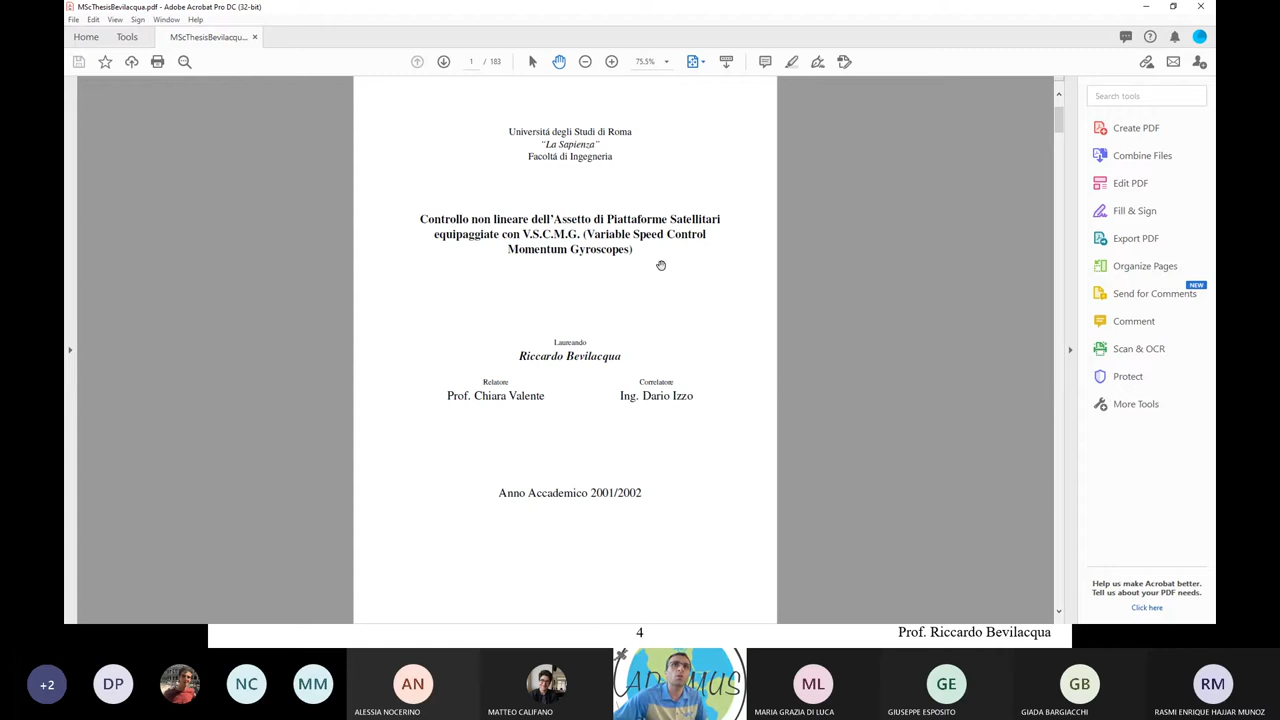 MScThesisBevilacqua.pdf - Adobe Acrobat Pro DC (32-bit)
File Edit View Sign Window Help
Home Tools MScThesisBevilacqu... ×
1 / 183 75.5%
Universitá degli Studi di Roma
“La Sapienza”
Facoltá di Ingegneria
Controllo non lineare dell’Assetto di Piattaforme Satellitari
equipaggiate con V.S.C.M.G. (Variable Speed Control
Momentum Gyroscopes)
Laureando
Riccardo Bevilacqua
Relatore Correlatore
Prof. Chiara Valente Ing. Dario Izzo
Anno Accademico 2001/2002
Search tools
Create PDF
Combine Files
Edit PDF
Fill & Sign
Export PDF
Organize Pages
NEW
Send for Comments
Comment
Scan & OCR
Protect
More Tools
Help us make Acrobat better.
Tell us about your PDF needs.
Click here
4 Prof. Riccardo Bevilacqua
+2 DP NC MM AN ML GE GB RM
ALESSIA NOCERINO MATTEO CALIFANO MARIA GRAZIA DI LUCA GIUSEPPE ESPOSITO GIADA BARGIACCHI RASMI ENRIQUE HAJJAR MUNOZ